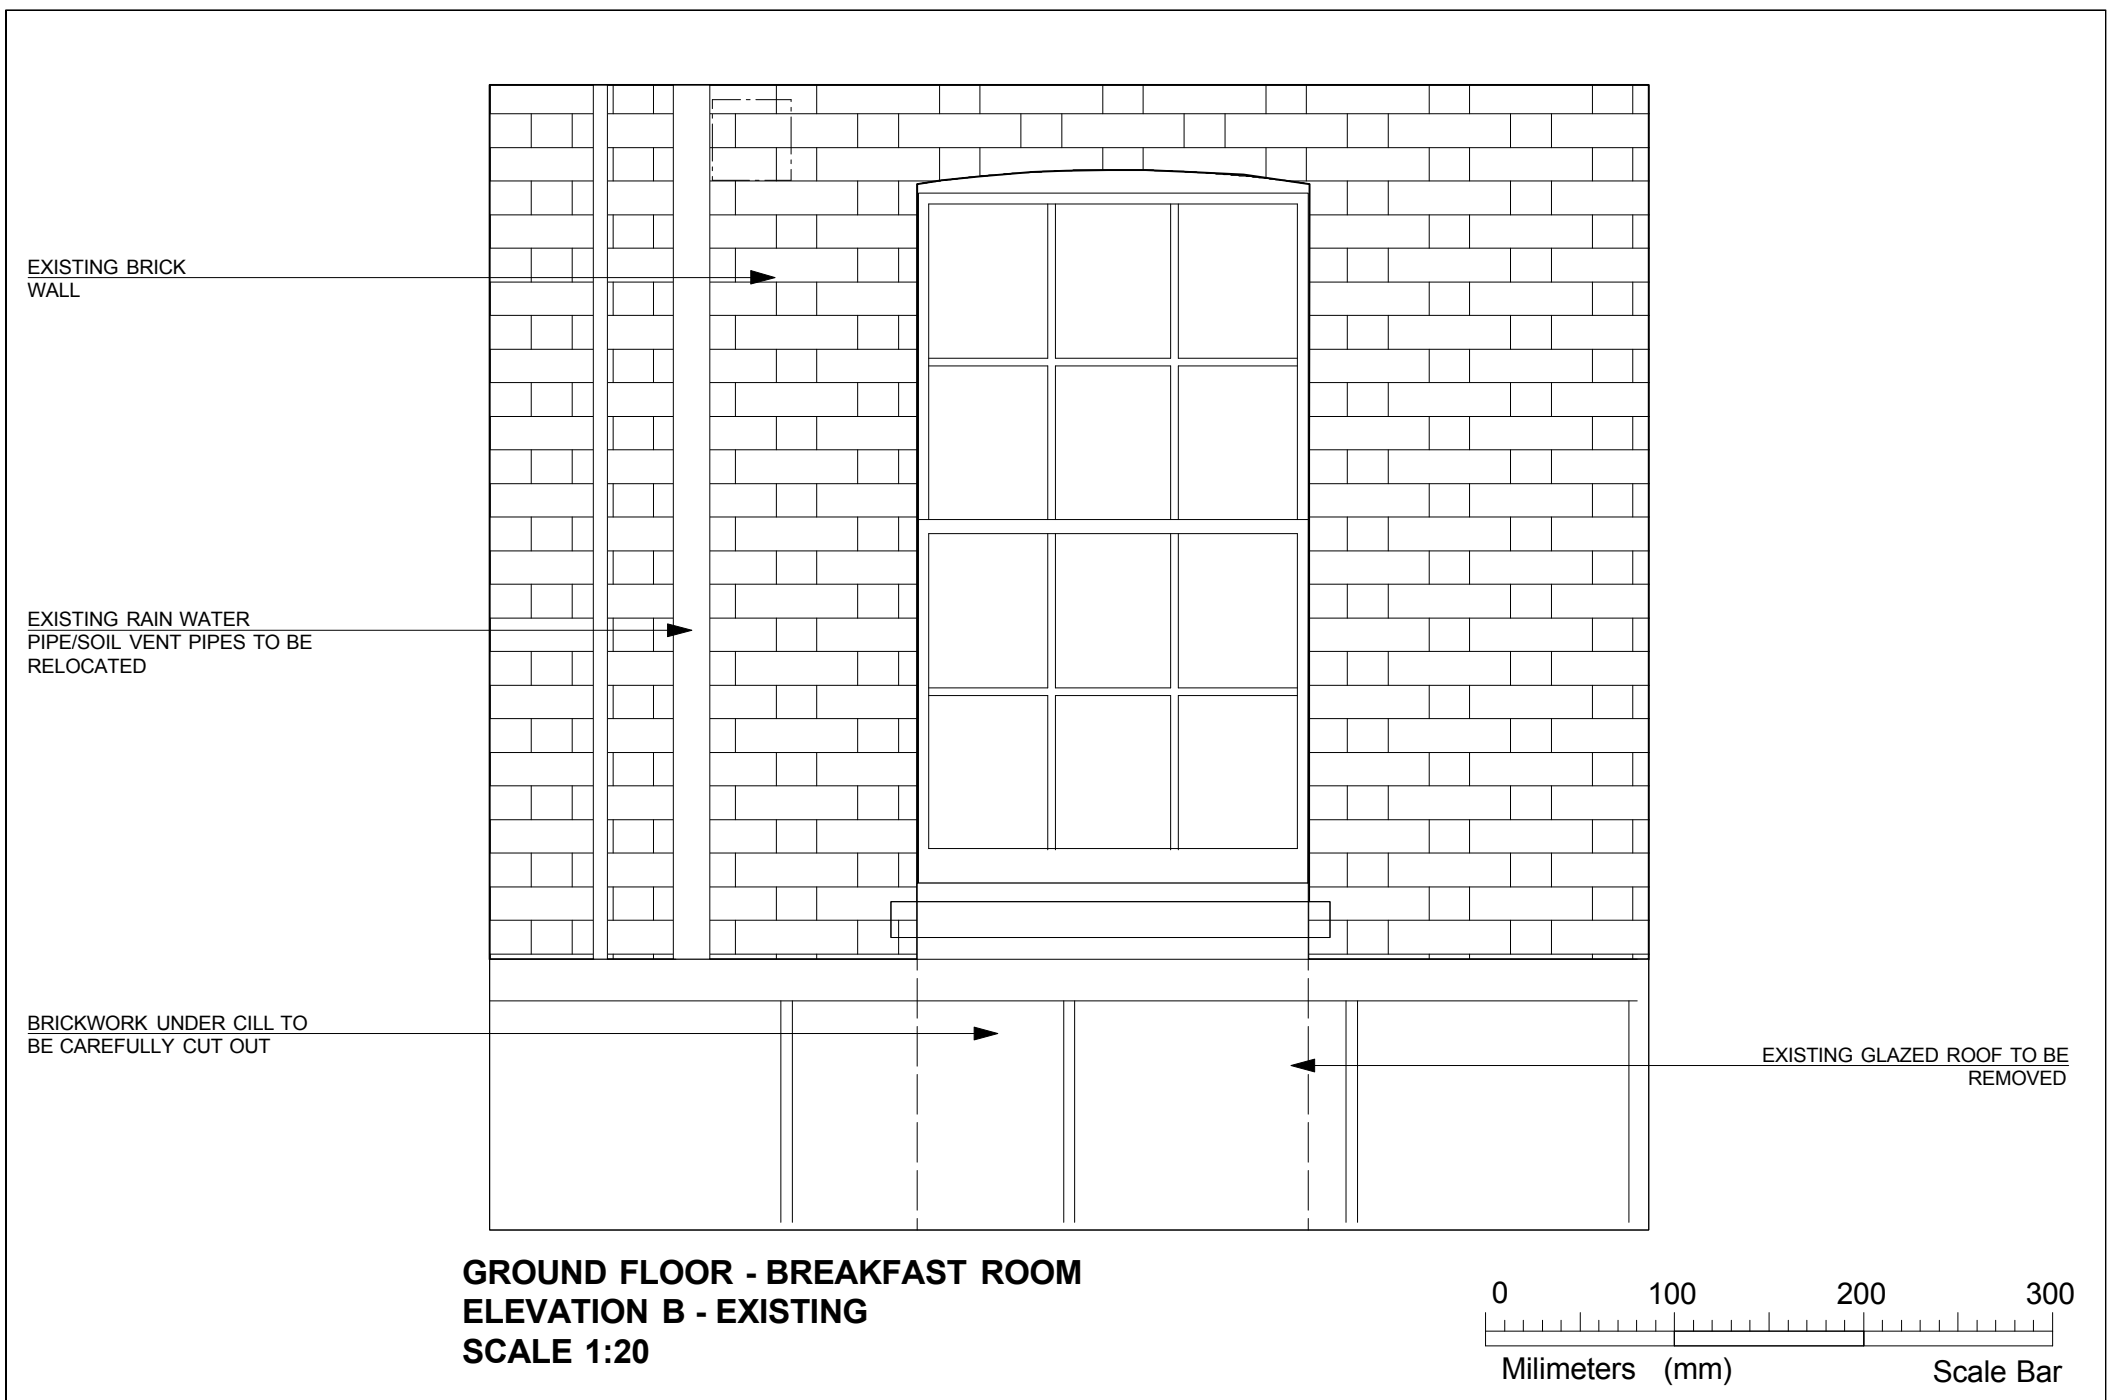 EXISTING BRICK
WALL
EXISTING RAIN WATER
PIPE/SOIL VENT PIPES TO BE
RELOCATED
BRICKWORK UNDER CILL TO
BE CAREFULLY CUT OUT
EXISTING GLAZED ROOF TO BE
REMOVED
GROUND FLOOR - BREAKFAST ROOM
ELEVATION B - EXISTING
SCALE 1:20
0 100 200 300
Milimeters (mm) Scale Bar